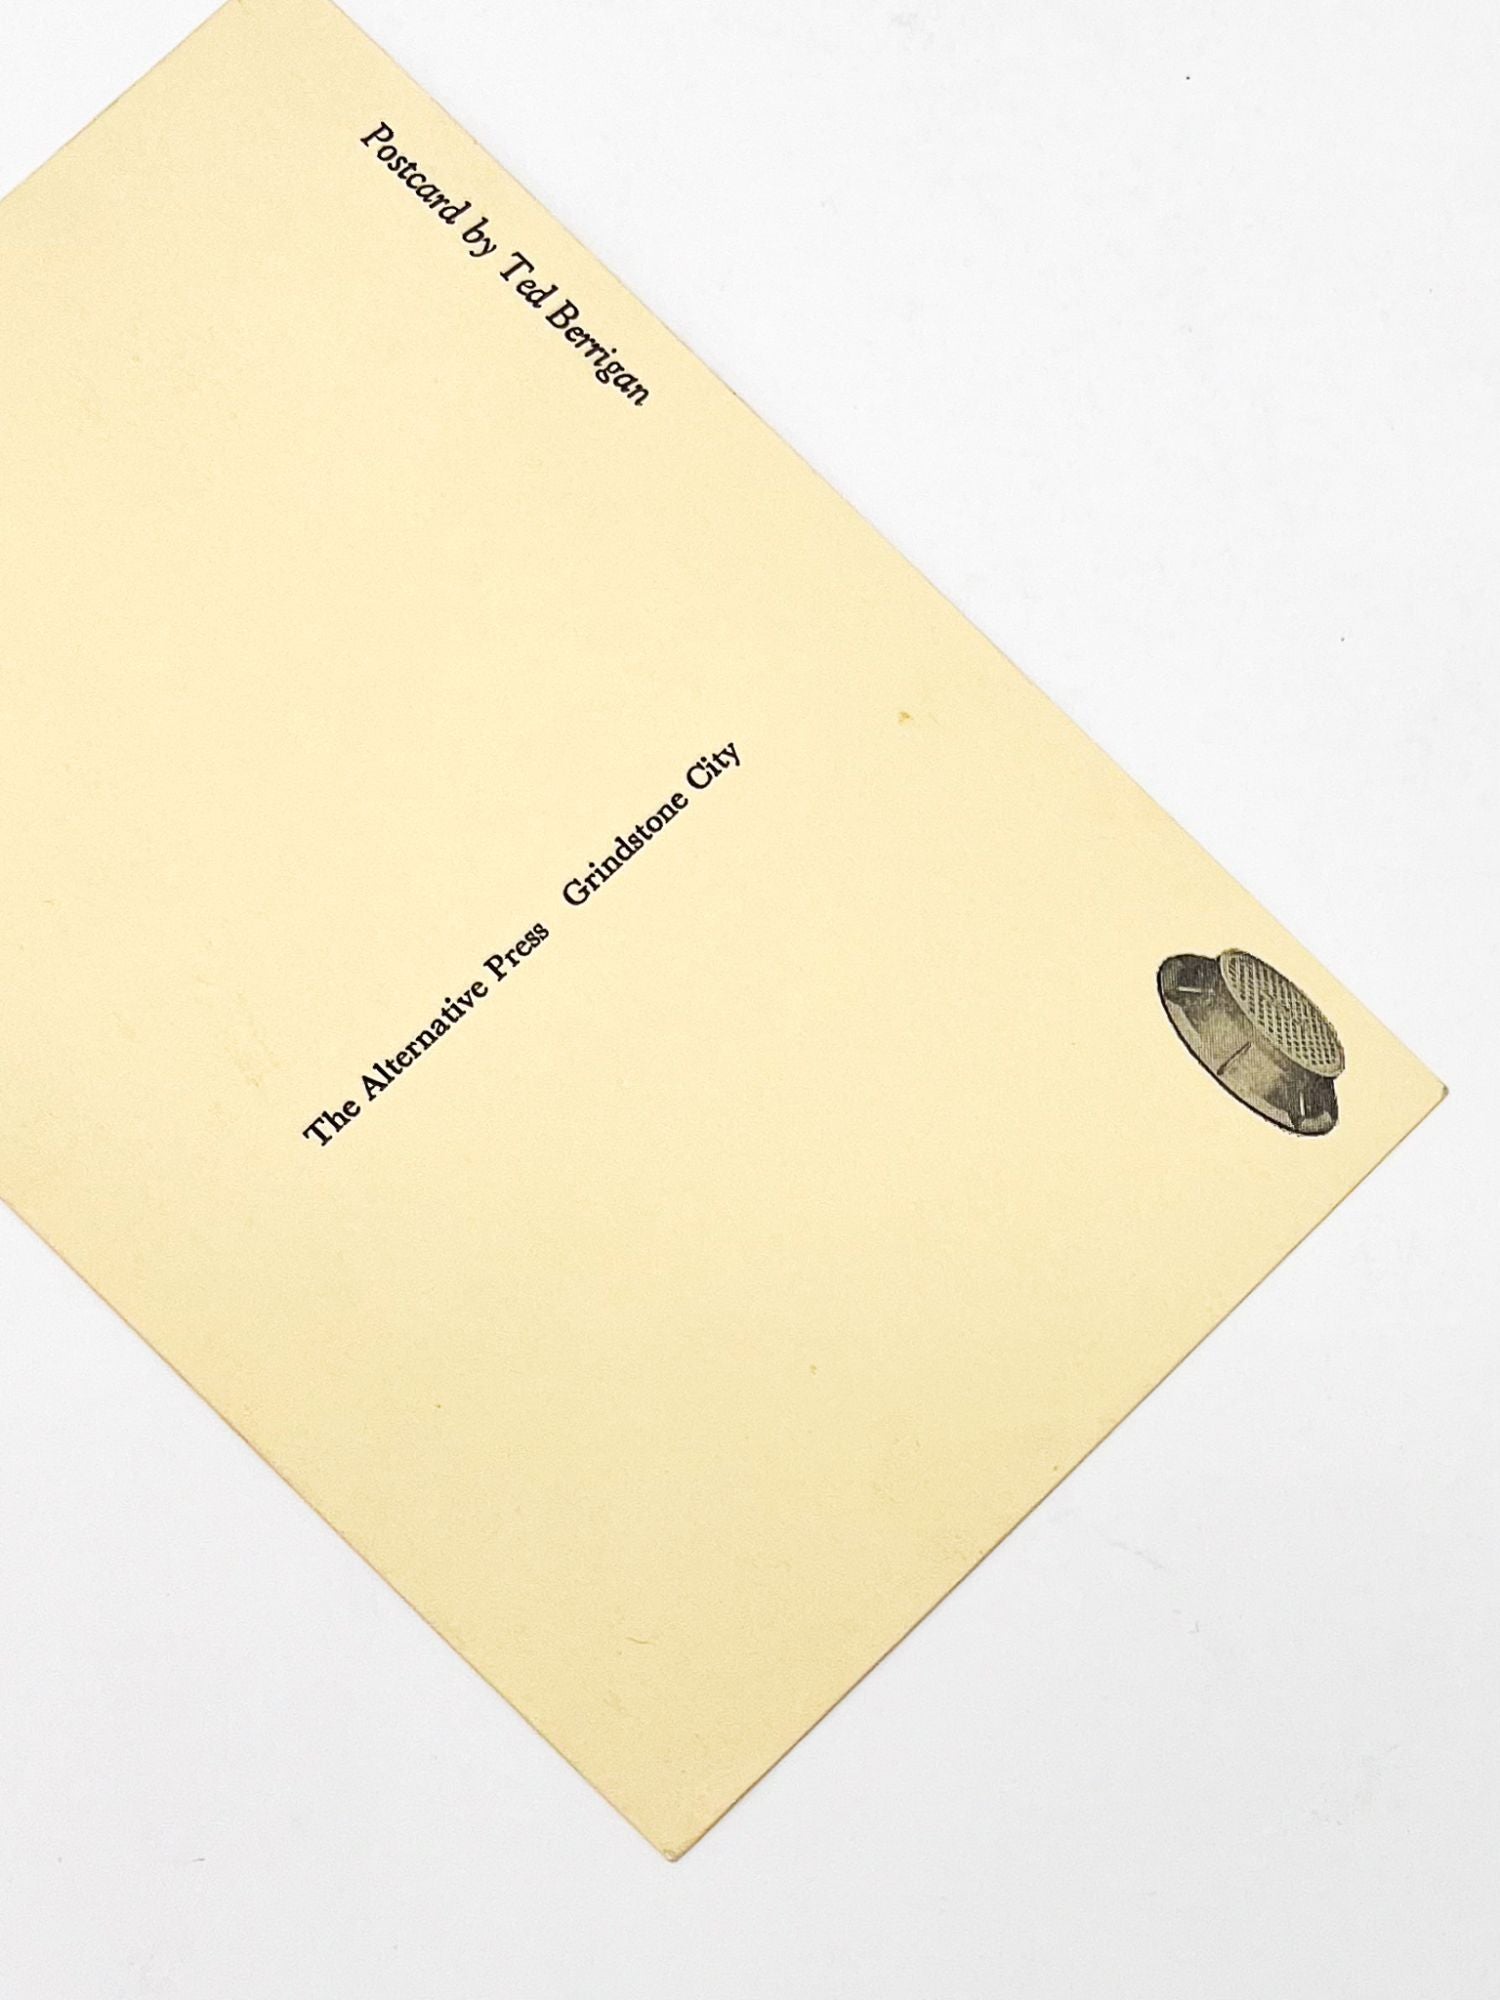 Postcard by Ted Berrigan
The Alternative Press Grindstone City